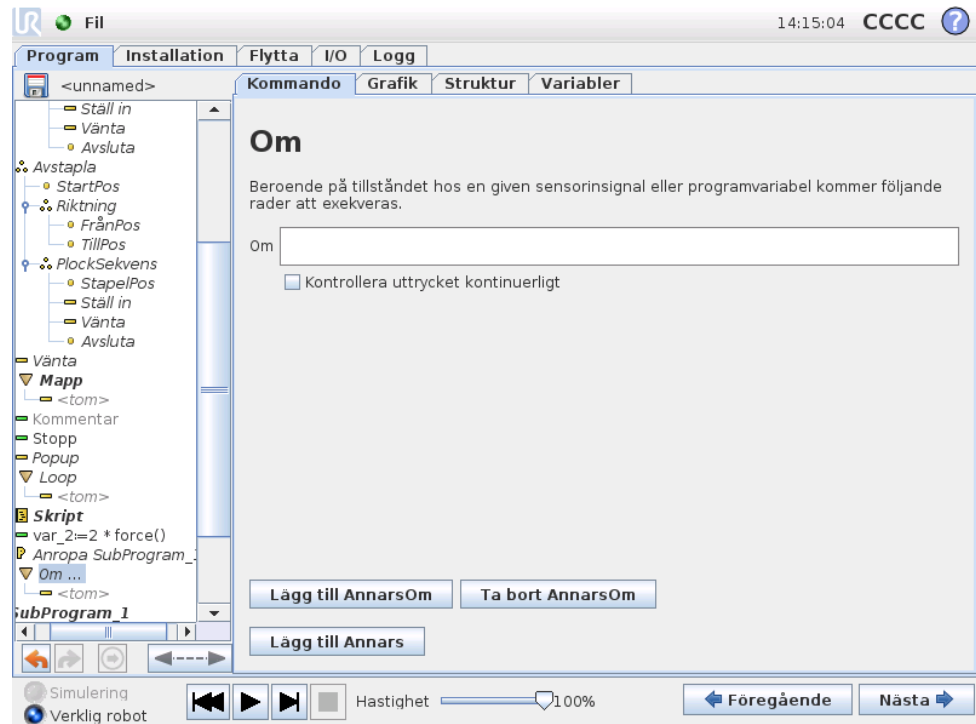 UR Fil 14:15:04 CCCC ?
Program Installation Flytta I/O Logg
<unnamed>
Kommando Grafik Struktur Variabler
Ställ in
Vänta
Avsluta
Avstapla
StartPos
Riktning
FrånPos
TillPos
PlockSekvens
StapelPos
Ställ in
Vänta
Avsluta
Vänta
Mapp
<tom>
Kommentar
Stopp
Popup
Loop
<tom>
Skript
var_2:=2 * force()
Anropa SubProgram_1
Om ...
<tom>
SubProgram_1
Om
Beroende på tillståndet hos en given sensorinsignal eller programvariabel kommer följande
rader att exekveras.
Om
Kontrollera uttrycket kontinuerligt
Lägg till AnnarsOm Ta bort AnnarsOm
Lägg till Annars
Simulering
Verklig robot
Hastighet 100%
Föregående Nästa